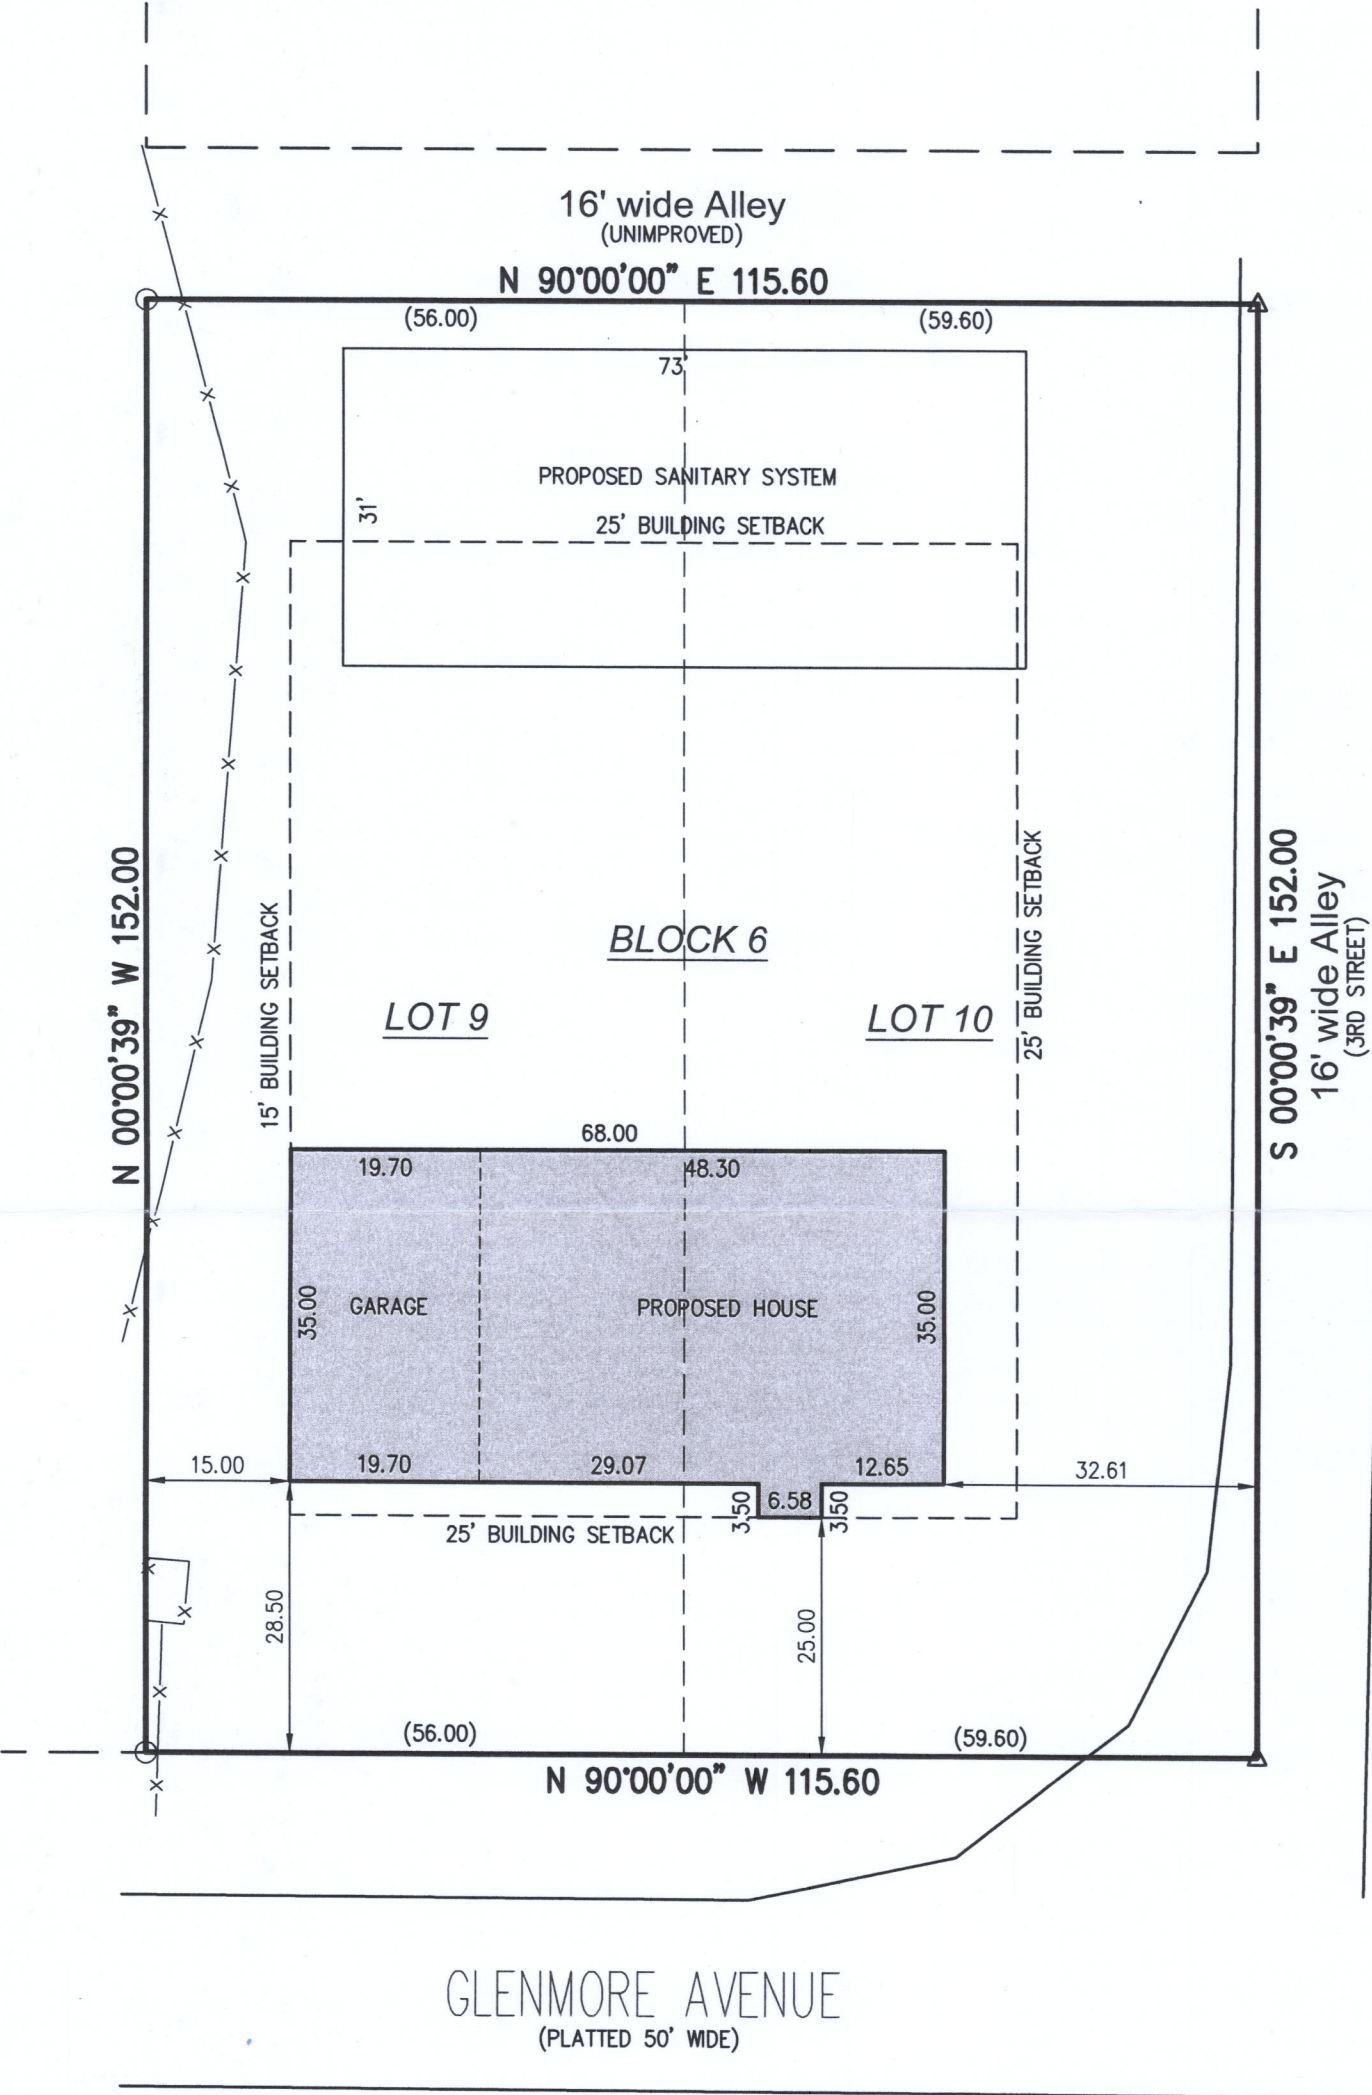 16' wide Alley
(UNIMPROVED)
N 90°00'00" E 115.60
(56.00)
(59.60)
73'
PROPOSED SANITARY SYSTEM
31'
25' BUILDING SETBACK
N 00°00'39" W 152.00
15' BUILDING SETBACK
BLOCK 6
LOT 9
LOT 10
25' BUILDING SETBACK
S 00°00'39" E 152.00
16' wide Alley
(3RD STREET)
68.00
19.70
48.30
35.00
GARAGE
PROPOSED HOUSE
35.00
15.00
19.70
29.07
12.65
32.61
3.50
6.58
3.50
25' BUILDING SETBACK
28.50
25.00
(56.00)
(59.60)
N 90°00'00" W 115.60
GLENMORE AVENUE
(PLATTED 50' WIDE)